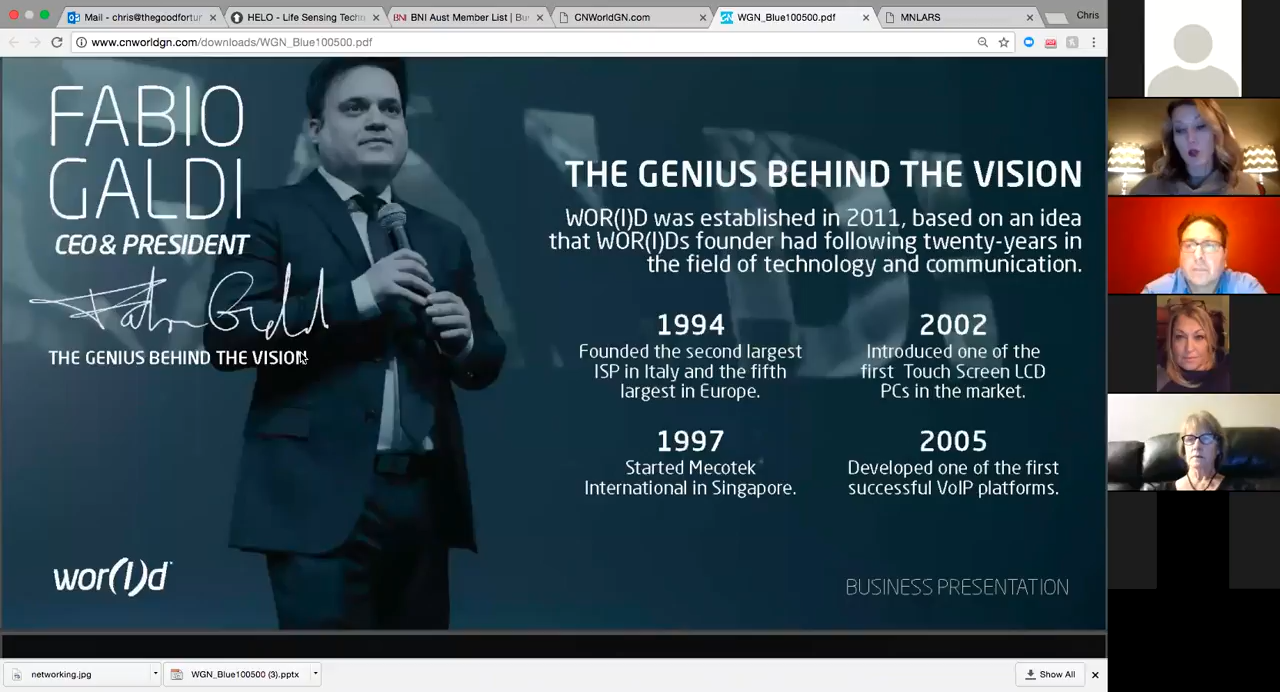 Mail - chris@thegoodfortur
HELO - Life Sensing Techn
BNI Aust Member List | Bu
CNWorldGN.com
WGN_Blue100500.pdf
MNLARS
Chris
www.cnworldgn.com/downloads/WGN_Blue100500.pdf
FABIO
GALDI
CEO & PRESIDENT
Fabio Galdi
THE GENIUS BEHIND THE VISION
THE GENIUS BEHIND THE VISION
WOR(I)D was established in 2011, based on an idea
that WOR(I)Ds founder had following twenty-years in
the field of technology and communication.
1994
Founded the second largest
ISP in Italy and the fifth
largest in Europe.
2002
Introduced one of the
first Touch Screen LCD
PCs in the market.
1997
Started Mecotek
International in Singapore.
2005
Developed one of the first
successful VoIP platforms.
wor(l)d
BUSINESS PRESENTATION
networking.jpg
WGN_Blue100500 (3).pptx
Show All